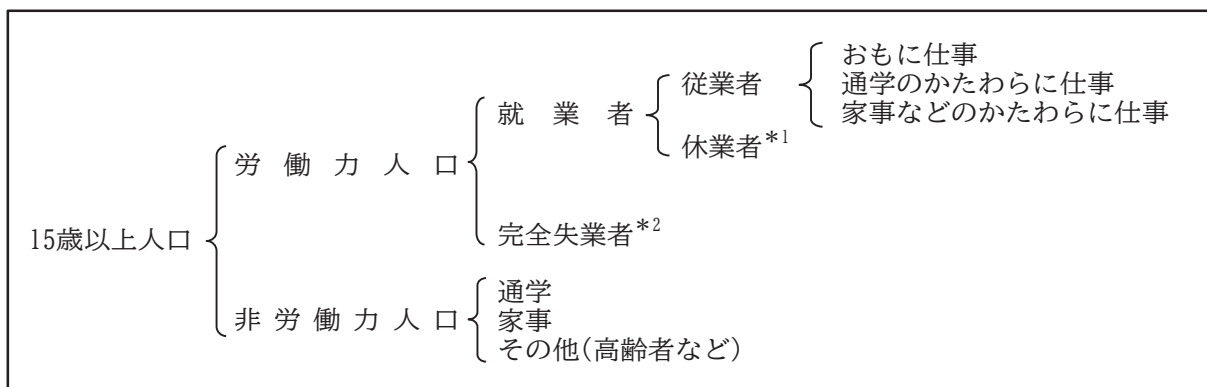 15歳以上人口
労働力人口
就業者
従業者
おもに仕事
通学のかたわらに仕事
家事などのかたわらに仕事
休業者*1
完全失業者*2
非労働力人口
通学
家事
その他(高齢者など)